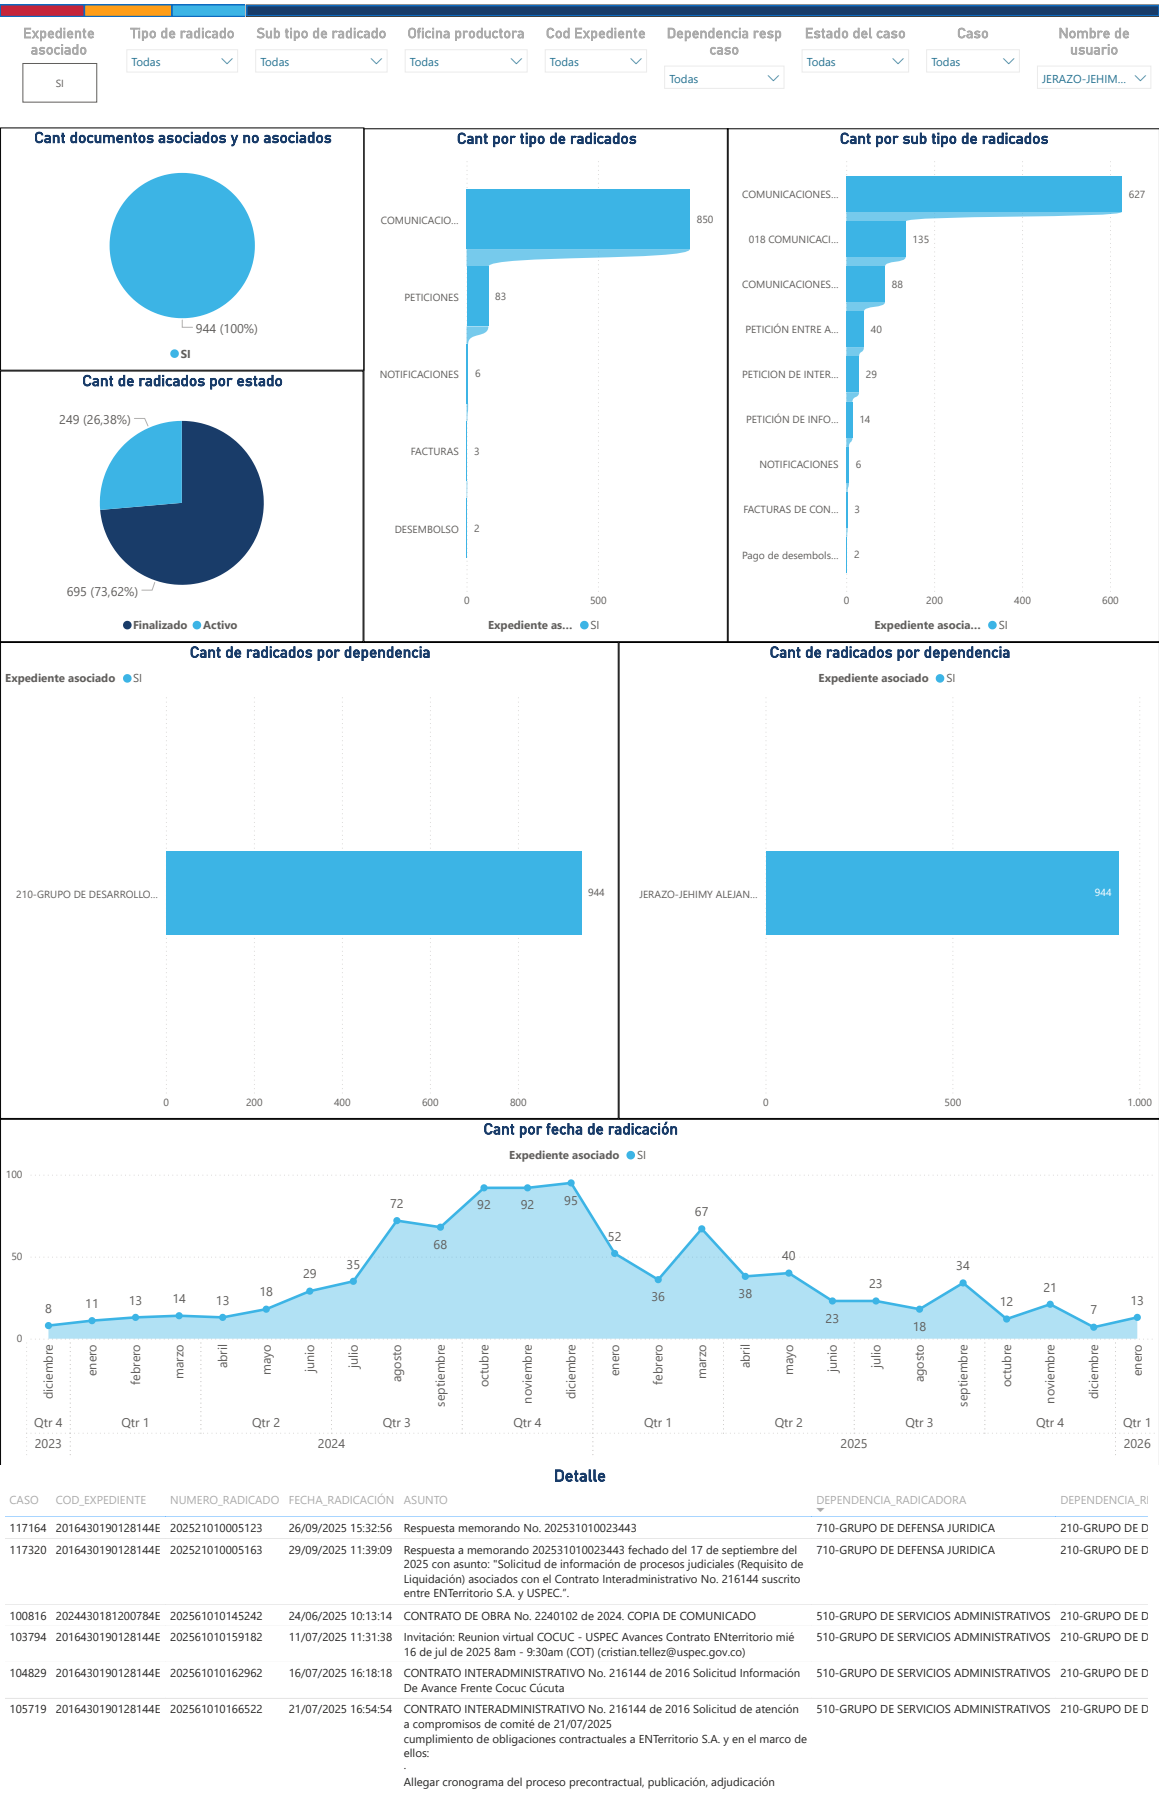 Expediente asociado
SI
Tipo de radicado
Todas
Sub tipo de radicado
Todas
Oficina productora
Todas
Cod Expediente
Todas
Dependencia resp caso
Todas
Estado del caso
Todas
Caso
Todas
Nombre de usuario
JERAZO-JEHIM...
Cant documentos asociados y no asociados
944 (100%)
SI
Cant de radicados por estado
249 (26,38%)
695 (73,62%)
Finalizado Activo
Cant por tipo de radicados
COMUNICACIO... 850
PETICIONES 83
NOTIFICACIONES 6
FACTURAS 3
DESEMBOLSO 2
0 500
Expediente as... SI
Cant por sub tipo de radicados
COMUNICACIONES... 627
018 COMUNICACI... 135
COMUNICACIONES... 88
PETICIÓN ENTRE A... 40
PETICION DE INTER... 29
PETICIÓN DE INFO... 14
NOTIFICACIONES 6
FACTURAS DE CON... 3
Pago de desembols... 2
0 200 400 600
Expediente asocia... SI
Cant de radicados por dependencia
Expediente asociado SI
210-GRUPO DE DESARROLLO... 944
0 200 400 600 800
Cant de radicados por dependencia
Expediente asociado SI
JERAZO-JEHIMY ALEJAN... 944
0 500 1.000
Cant por fecha de radicación
Expediente asociado SI
100
50
0
8 11 13 14 13 18 29 35 72 68 92 92 95 52 36 67 38 40 23 23 18 34 12 21 7 13
diciembre enero febrero marzo abril mayo junio julio agosto septiembre octubre noviembre diciembre enero febrero marzo abril mayo junio julio agosto septiembre octubre noviembre diciembre enero
Qtr 4 Qtr 1 Qtr 2 Qtr 3 Qtr 4 Qtr 1 Qtr 2 Qtr 3 Qtr 4 Qtr 1
2023 2024 2025 2026
Detalle
CASO COD_EXPEDIENTE NUMERO_RADICADO FECHA_RADICACIÓN ASUNTO DEPENDENCIA_RADICADORA DEPENDENCIA_RE
117164 2016430190128144E 202521010005123 26/09/2025 15:32:56 Respuesta memorando No. 202531010023443 710-GRUPO DE DEFENSA JURIDICA 210-GRUPO DE D
117320 2016430190128144E 202521010005163 29/09/2025 11:39:09 Respuesta a memorando 202531010023443 fechado del 17 de septiembre del 710-GRUPO DE DEFENSA JURIDICA 210-GRUPO DE D
2025 con asunto: "Solicitud de información de procesos judiciales (Requisito de
Liquidación) asociados con el Contrato Interadministrativo No. 216144 suscrito
entre ENTerritorio S.A. y USPEC.".
100816 2024430181200784E 202561010145242 24/06/2025 10:13:14 CONTRATO DE OBRA No. 2240102 de 2024. COPIA DE COMUNICADO 510-GRUPO DE SERVICIOS ADMINISTRATIVOS 210-GRUPO DE D
103794 2016430190128144E 202561010159182 11/07/2025 11:31:38 Invitación: Reunion virtual COCUC - USPEC Avances Contrato ENterritorio mié 510-GRUPO DE SERVICIOS ADMINISTRATIVOS 210-GRUPO DE D
16 de jul de 2025 8am - 9:30am (COT) (cristian.tellez@uspec.gov.co)
104829 2016430190128144E 202561010162962 16/07/2025 16:18:18 CONTRATO INTERADMINISTRATIVO No. 216144 de 2016 Solicitud Información 510-GRUPO DE SERVICIOS ADMINISTRATIVOS 210-GRUPO DE D
De Avance Frente Cocuc Cúcuta
105719 2016430190128144E 202561010166522 21/07/2025 16:54:54 CONTRATO INTERADMINISTRATIVO No. 216144 de 2016 Solicitud de atención 510-GRUPO DE SERVICIOS ADMINISTRATIVOS 210-GRUPO DE D
a compromisos de comité de 21/07/2025
cumplimiento de obligaciones contractuales a ENTerritorio S.A. y en el marco de
ellos:
.
Allegar cronograma del proceso precontractual, publicación, adjudicación